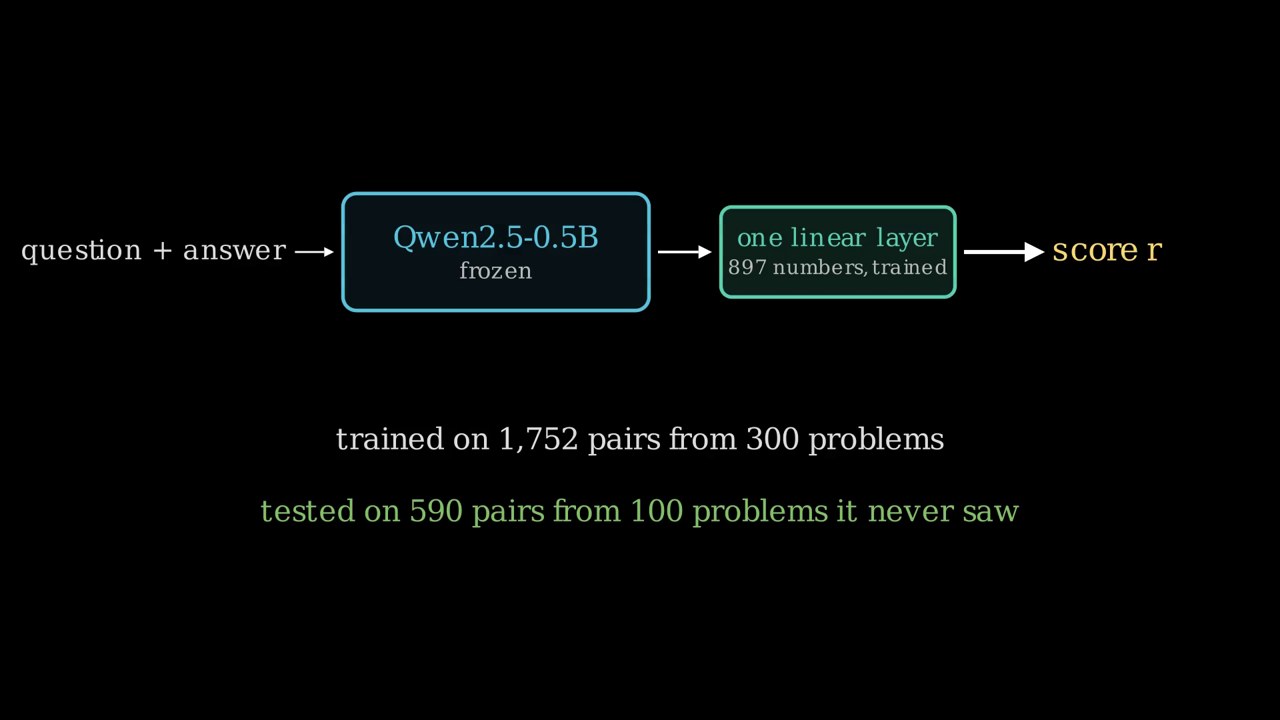 question + answer
Qwen2.5-0.5B
frozen
one linear layer
897 numbers, trained
score r
trained on 1,752 pairs from 300 problems
tested on 590 pairs from 100 problems it never saw